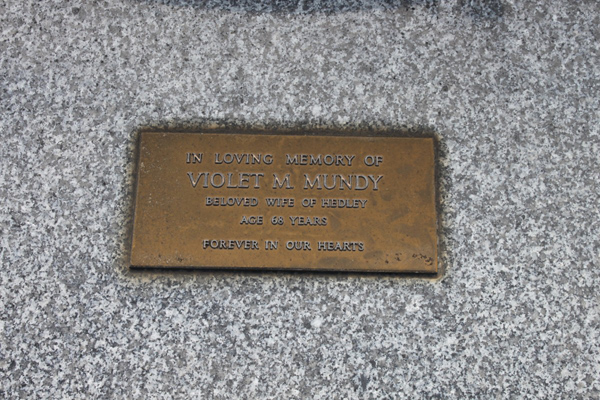 IN LOVING MEMORY OF
VIOLET M. MUNDY
BELOVED WIFE OF HEDLEY
AGE 68 YEARS
FOREVER IN OUR HEARTS